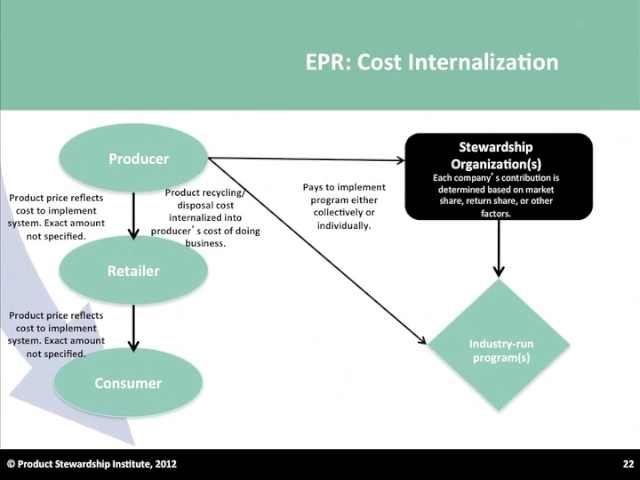 EPR: Cost Internalization
Producer
Stewardship
Organization(s)
Each company's contribution is
determined based on market
share, return share, or other
factors.
Product price reflects
cost to implement
system. Exact amount
not specified.
Product recycling/
disposal cost
internalized into
producer's cost of doing
business.
Pays to implement
program either
collectively or
individually.
Retailer
Product price reflects
cost to implement
system. Exact amount
not specified.
Industry-run
program(s)
Consumer
© Product Stewardship Institute, 2012
22